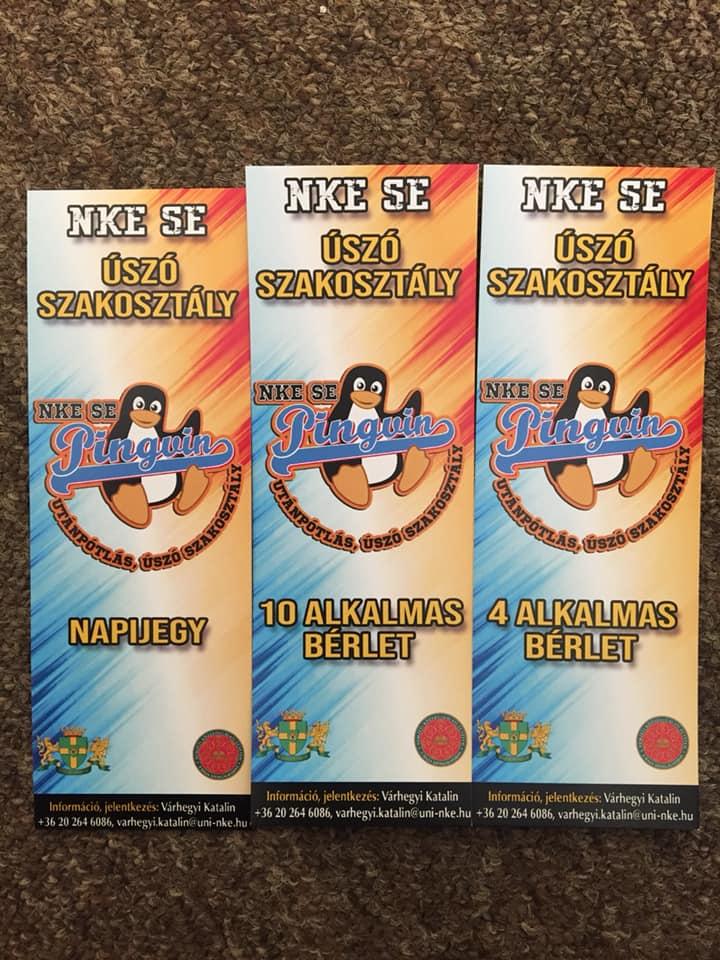 NKE SE
ÚSZÓ
SZAKOSZTÁLY
NKE SE
Pingvin
UTÁNPÓTLÁS, ÚSZÓ SZAKOSZTÁLY
NAPIJEGY
Információ, jelentkezés: Várhegyi Katalin
+36 20 264 6086, varhegyi.katalin@uni-nke.hu
NKE SE
ÚSZÓ
SZAKOSZTÁLY
NKE SE
Pingvin
UTÁNPÓTLÁS, ÚSZÓ SZAKOSZTÁLY
10 ALKALMAS
BÉRLET
Információ, jelentkezés: Várhegyi Katalin
+36 20 264 6086, varhegyi.katalin@uni-nke.hu
NKE SE
ÚSZÓ
SZAKOSZTÁLY
NKE SE
Pingvin
UTÁNPÓTLÁS, ÚSZÓ SZAKOSZTÁLY
4 ALKALMAS
BÉRLET
Információ, jelentkezés: Várhegyi Katalin
+36 20 264 6086, varhegyi.katalin@uni-nke.hu